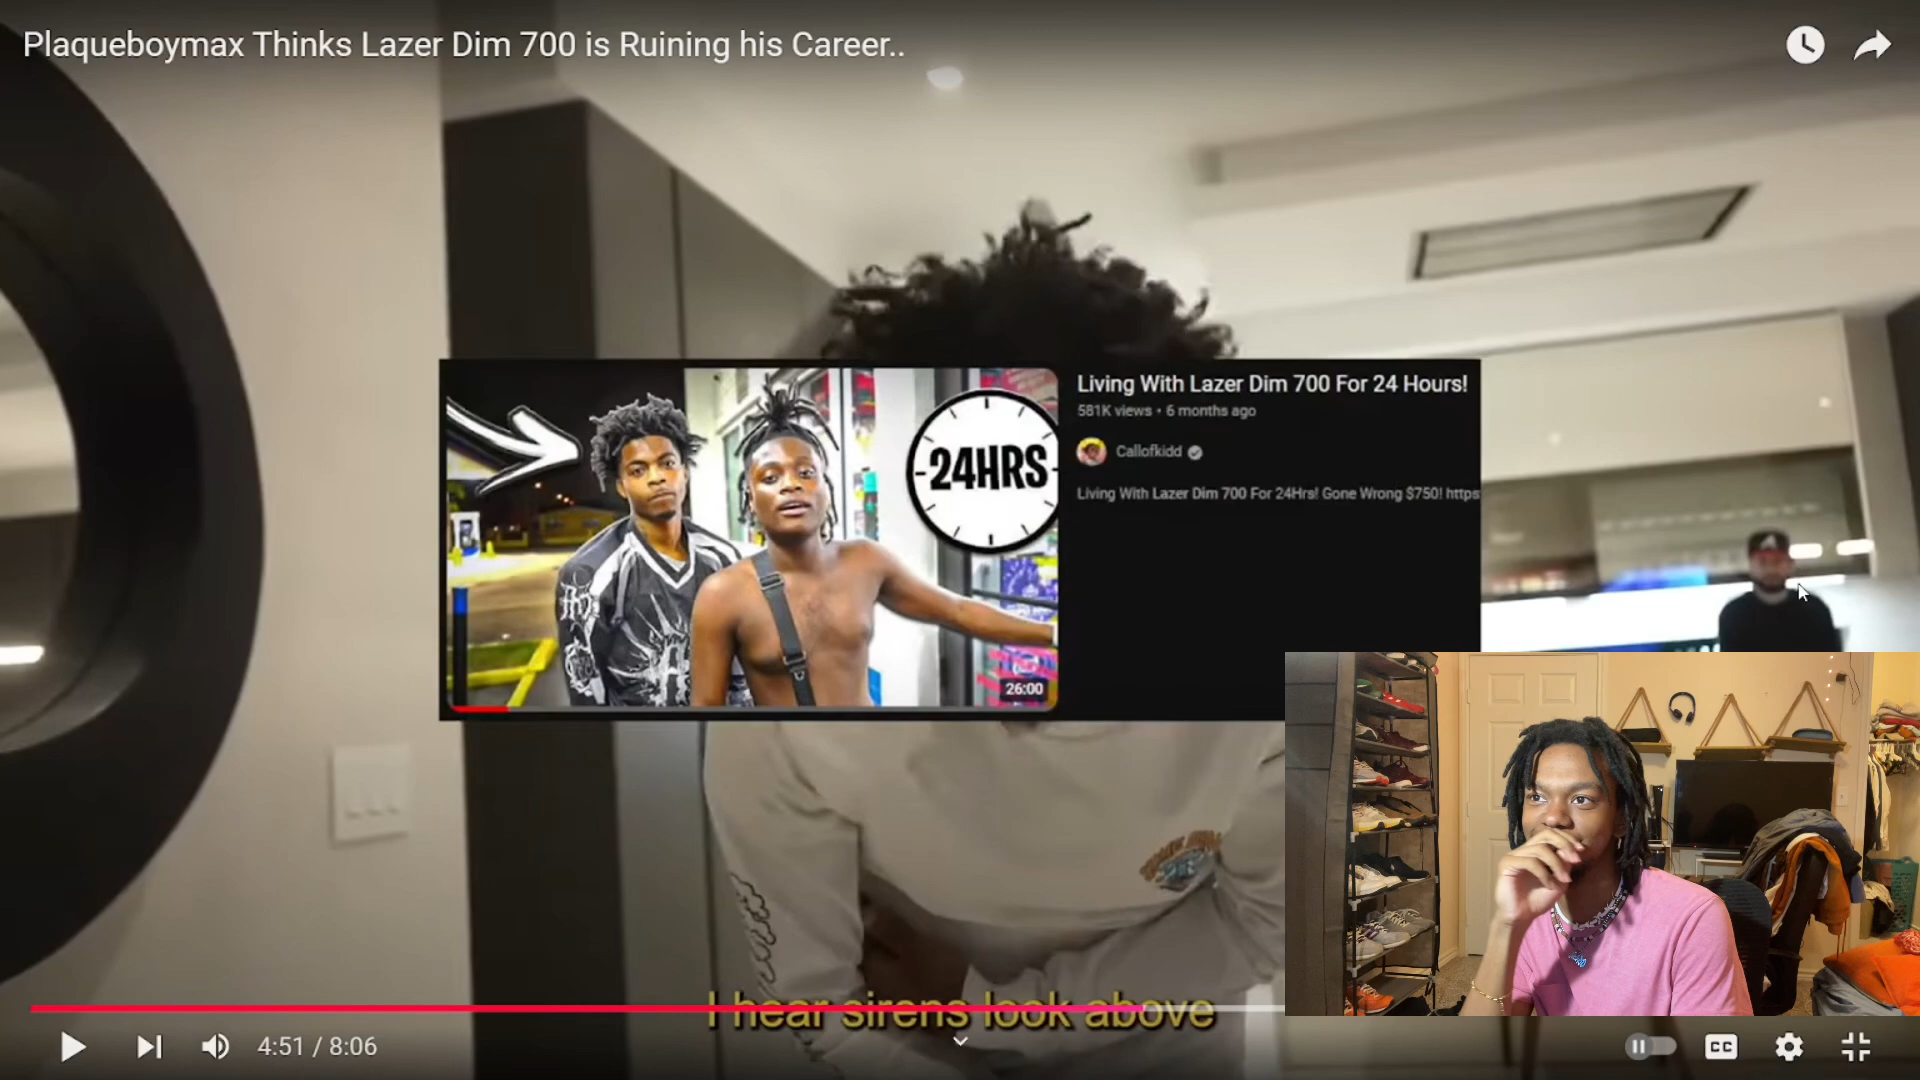 Plaqueboymax Thinks Lazer Dim 700 is Ruining his Career..
Living With Lazer Dim 700 For 24 Hours!
581K views • 6 months ago
Callofkidd
Living With Lazer Dim 700 For 24Hrs! Gone Wrong $750! https
24HRS
26:00
I hear sirens look above
4:51 / 8:06
CC